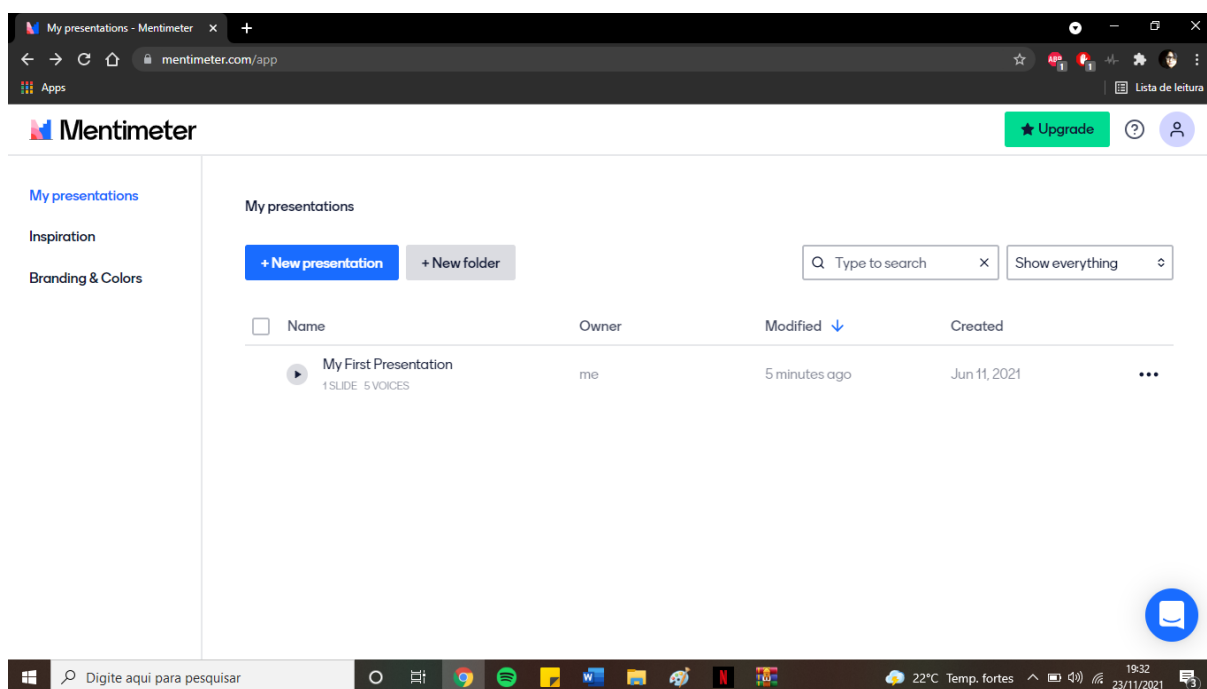 My presentations - Mentimeter
mentimeter.com/app
Apps
Lista de leitura
Mentimeter
Upgrade
My presentations
Inspiration
Branding & Colors
My presentations
+ New presentation
+ New folder
Type to search
Show everything
Name
Owner
Modified
Created
My First Presentation
me
5 minutes ago
Jun 11, 2021
1 SLIDE 5 VOICES
Digite aqui para pesquisar
22°C Temp. fortes
19:32
23/11/2021